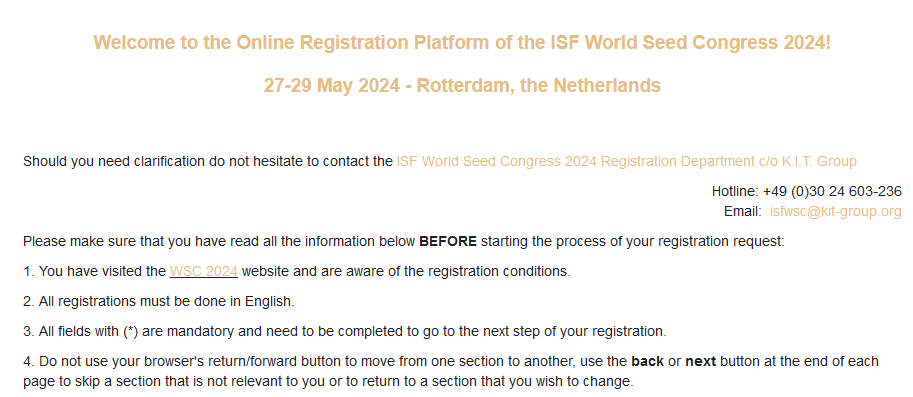 Welcome to the Online Registration Platform of the ISF World Seed Congress 2024!
27-29 May 2024 - Rotterdam, the Netherlands
Should you need clarification do not hesitate to contact the ISF World Seed Congress 2024 Registration Department c/o K.I.T. Group
Hotline: +49 (0)30 24 603-236
Email: isfwsc@kit-group.org
Please make sure that you have read all the information below BEFORE starting the process of your registration request:
1. You have visited the WSC 2024 website and are aware of the registration conditions.
2. All registrations must be done in English.
3. All fields with (*) are mandatory and need to be completed to go to the next step of your registration.
4. Do not use your browser's return/forward button to move from one section to another, use the back or next button at the end of each
page to skip a section that is not relevant to you or to return to a section that you wish to change.